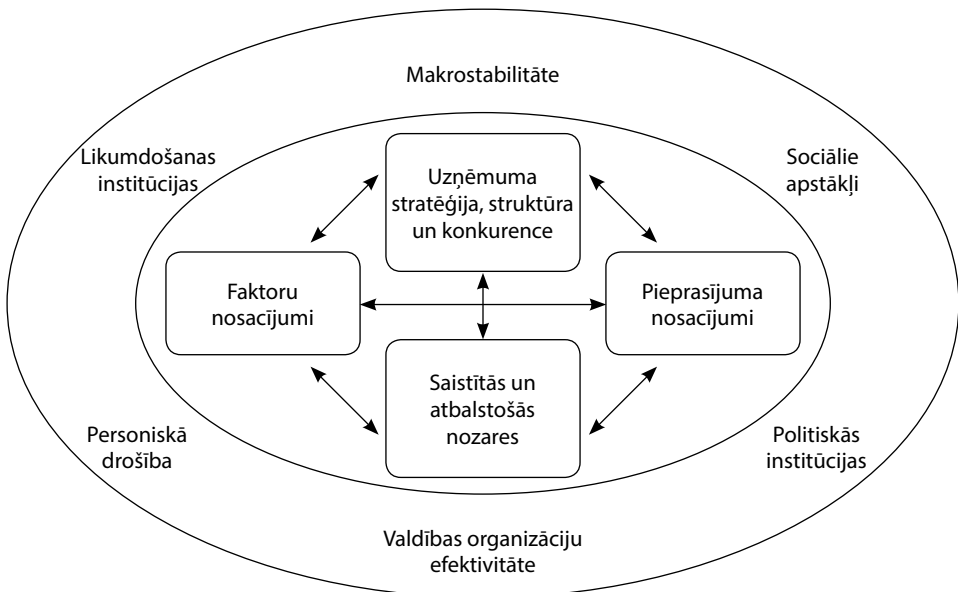 Makrostabilitāte
Likumdošanas
institūcijas
Sociālie
apstākļi
Uzņēmuma
stratēģija, struktūra
un konkurence
Faktoru
nosacījumi
Pieprasījuma
nosacījumi
Saistītās un
atbalstošās
nozares
Personiskā
drošība
Politiskās
institūcijas
Valdības organizāciju
efektivitāte